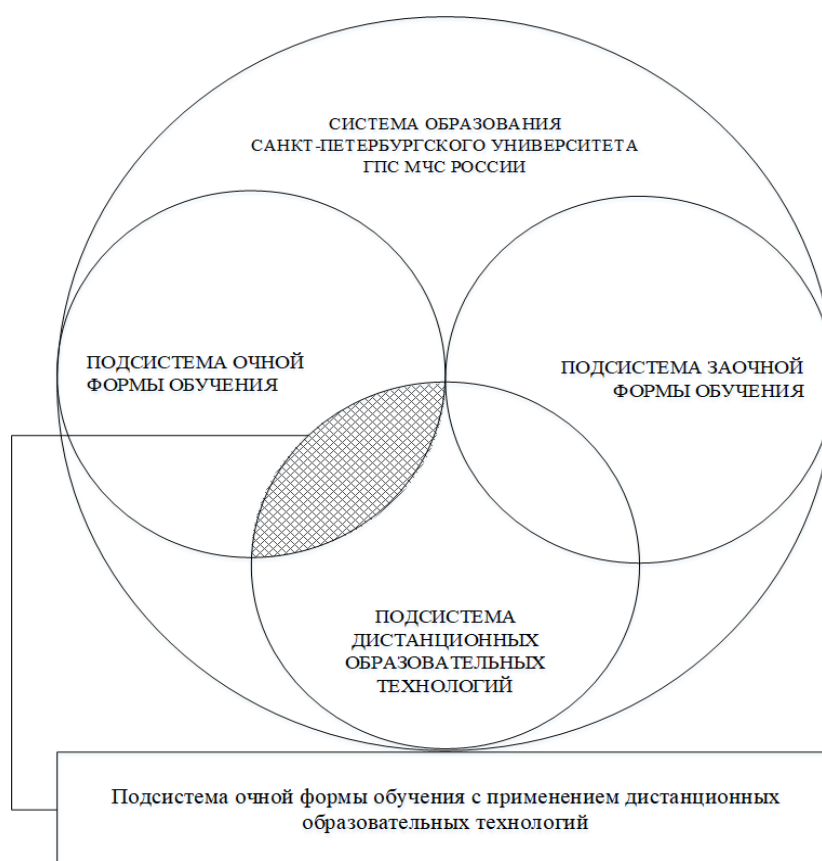 СИСТЕМА ОБРАЗОВАНИЯ
САНКТ-ПЕТЕРБУРГСКОГО УНИВЕРСИТЕТА
ГПС МЧС РОССИИ
ПОДСИСТЕМА ОЧНОЙ
ФОРМЫ ОБУЧЕНИЯ
ПОДСИСТЕМА ЗАОЧНОЙ
ФОРМЫ ОБУЧЕНИЯ
ПОДСИСТЕМА
ДИСТАНЦИОННЫХ
ОБРАЗОВАТЕЛЬНЫХ
ТЕХНОЛОГИЙ
Подсистема очной формы обучения с применением дистанционных
образовательных технологий